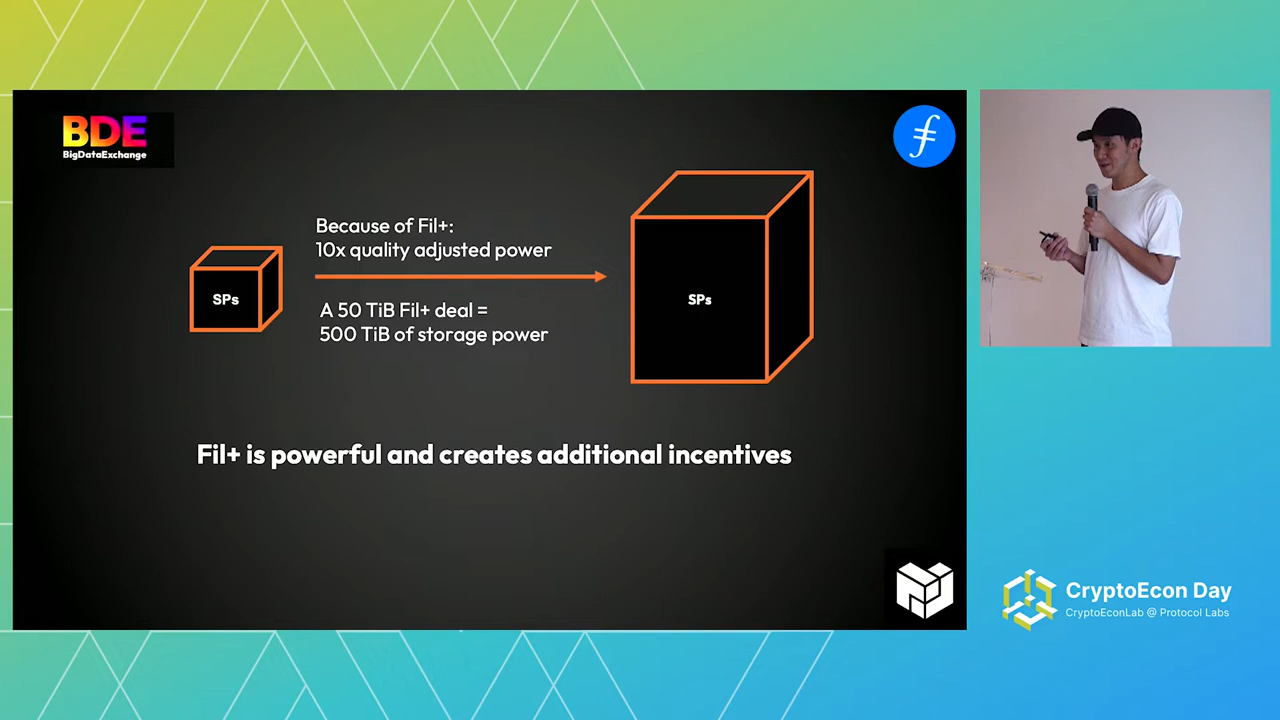 BDE
BigDataExchange
Because of Fil+:
10x quality adjusted power
SPs
A 50 TiB Fil+ deal =
500 TiB of storage power
SPs
Fil+ is powerful and creates additional incentives
CryptoEcon Day
CryptoEconLab @ Protocol Labs